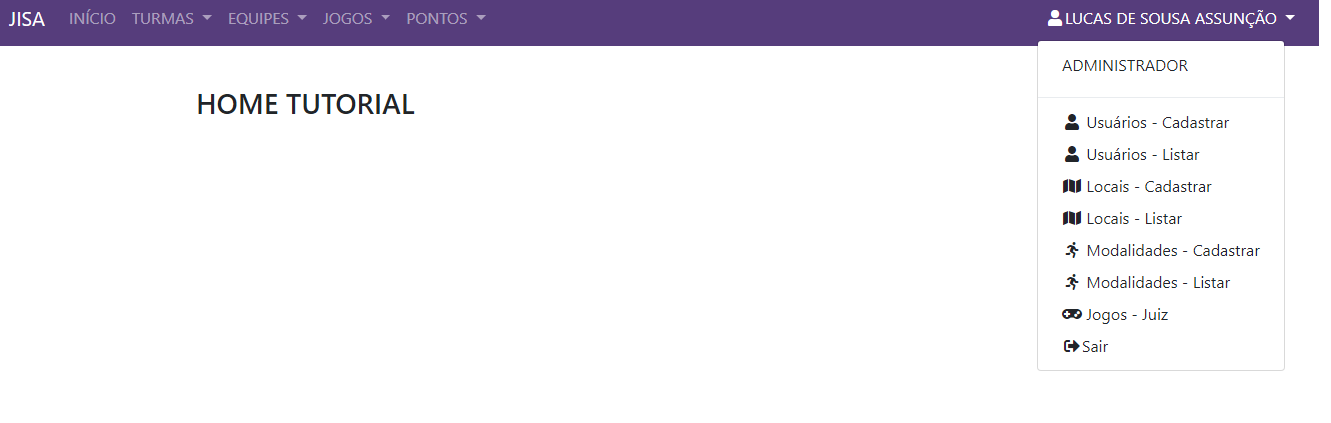 JISA INÍCIO TURMAS EQUIPES JOGOS PONTOS LUCAS DE SOUSA ASSUNÇÃO
ADMINISTRADOR
HOME TUTORIAL
Usuários - Cadastrar
Usuários - Listar
Locais - Cadastrar
Locais - Listar
Modalidades - Cadastrar
Modalidades - Listar
Jogos - Juiz
Sair